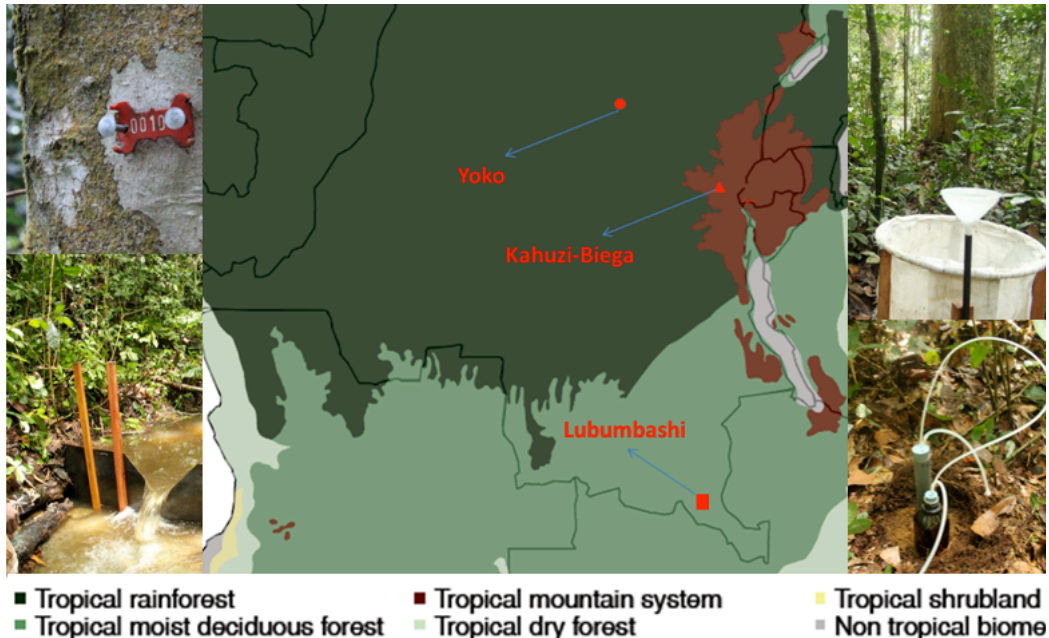 0010
Yoko
Kahuzi-Biega
Lubumbashi
Tropical rainforest
Tropical mountain system
Tropical shrubland
Tropical moist deciduous forest
Tropical dry forest
Non tropical biome